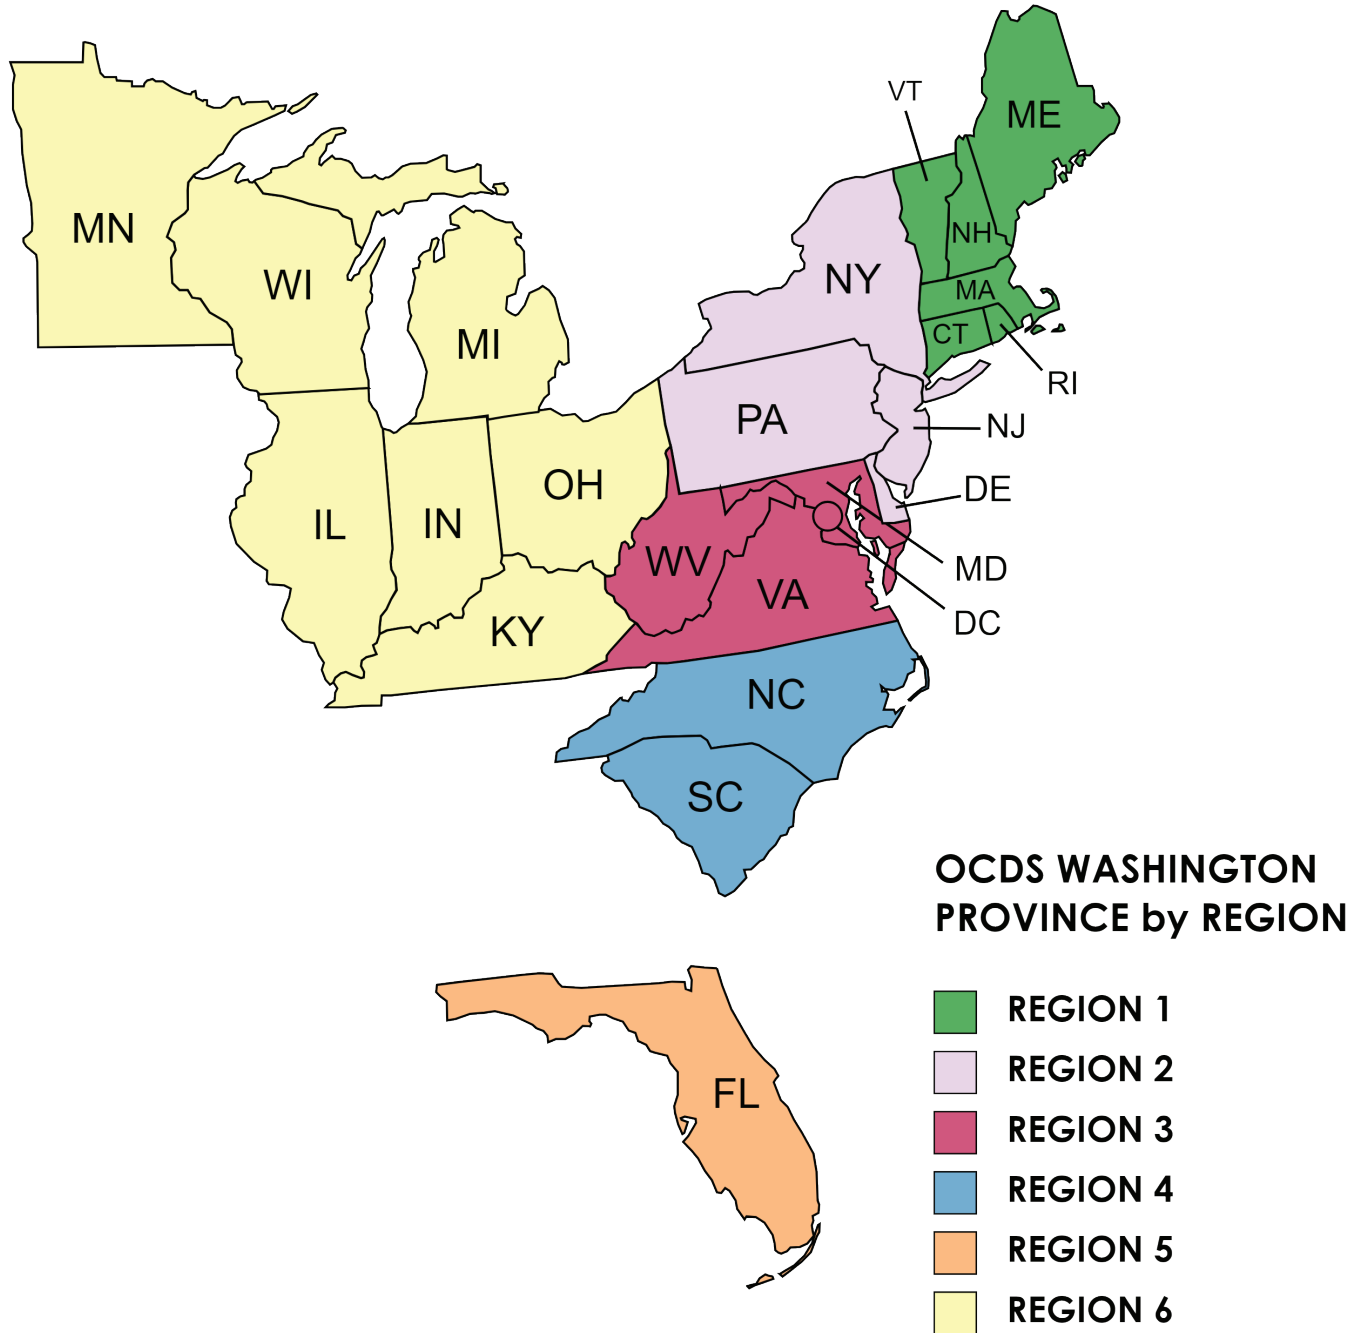 VT
ME
MN
NH
WI
NY
MA
CT
MI
RI
PA
NJ
OH
DE
IL
IN
WV
MD
VA
DC
KY
NC
SC
OCDS WASHINGTON
PROVINCE by REGION
REGION 1
REGION 2
FL
REGION 3
REGION 4
REGION 5
REGION 6